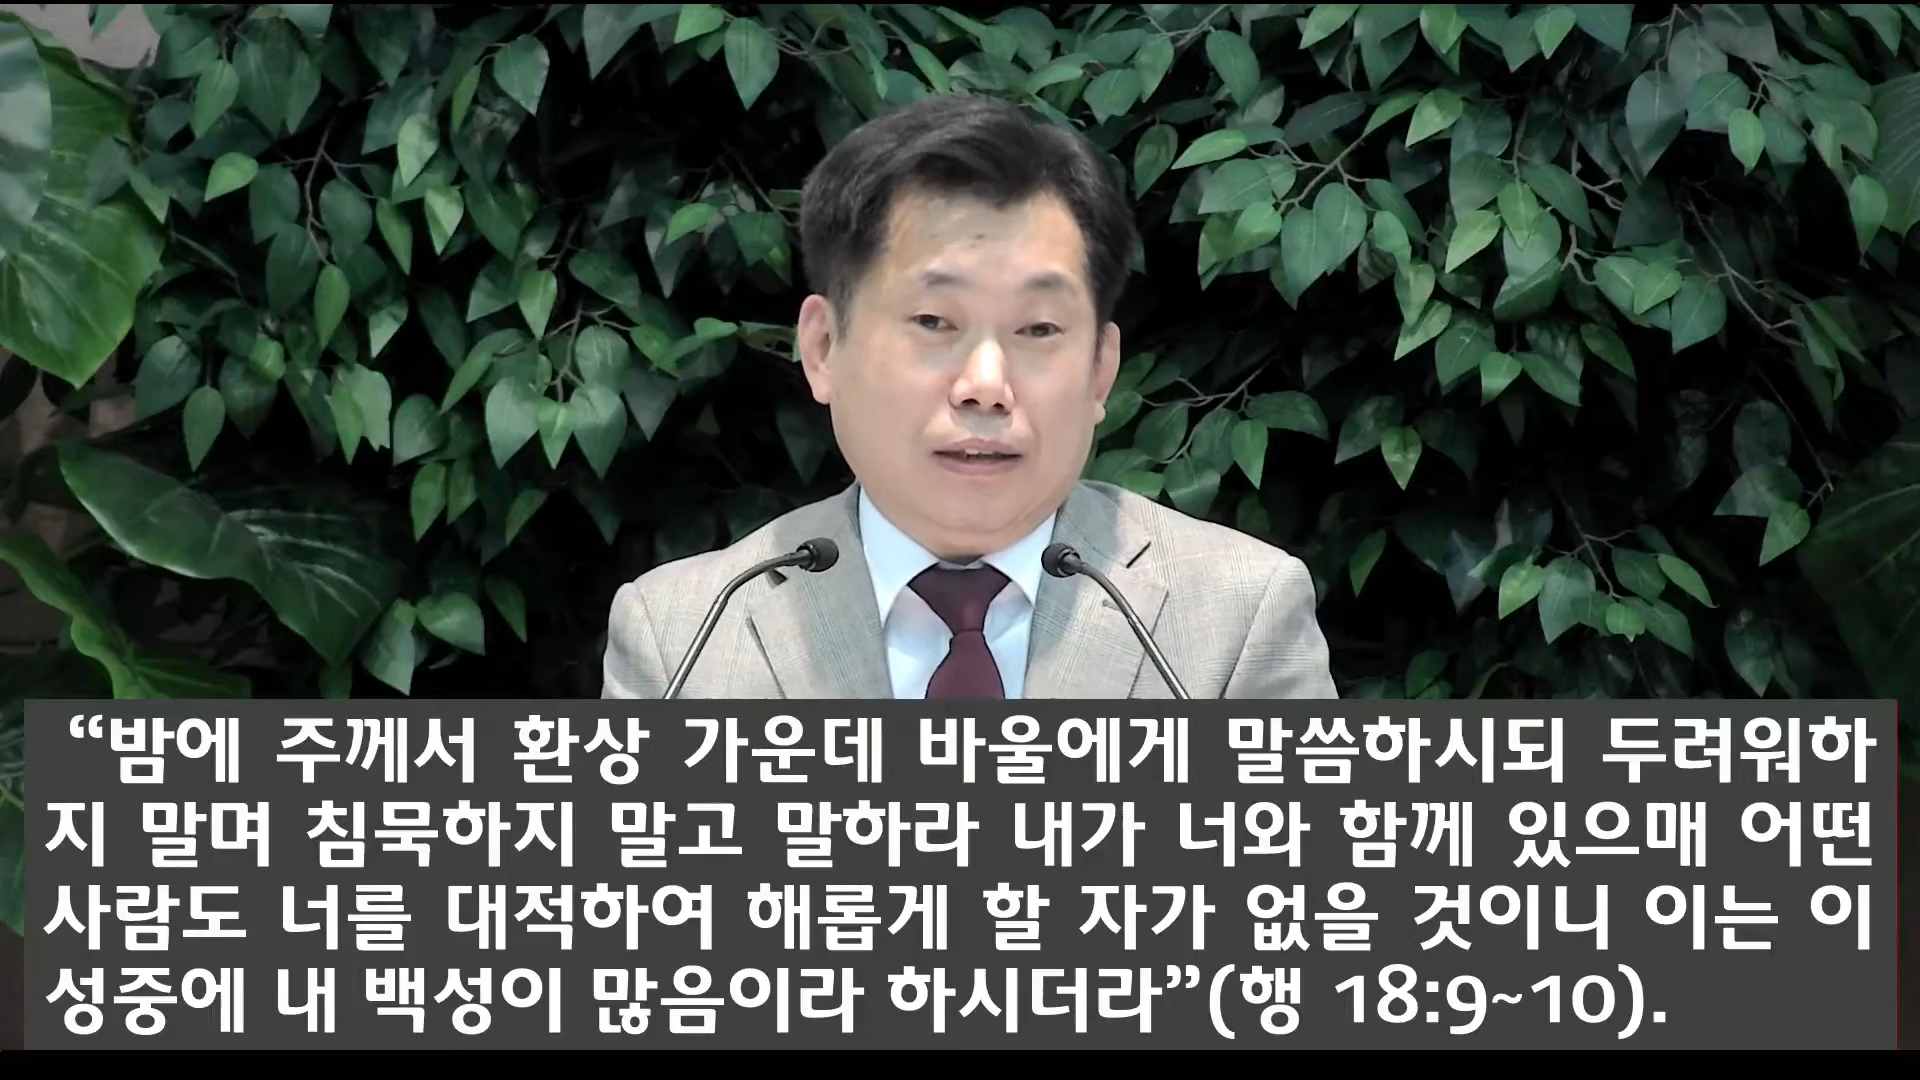 “밤에 주께서 환상 가운데 바울에게 말씀하시되 두려워하
지 말며 침묵하지 말고 말하라 내가 너와 함께 있으매 어떤
사람도 너를 대적하여 해롭게 할 자가 없을 것이니 이는 이
성중에 내 백성이 많음이라 하시더라”(행 18:9~10).